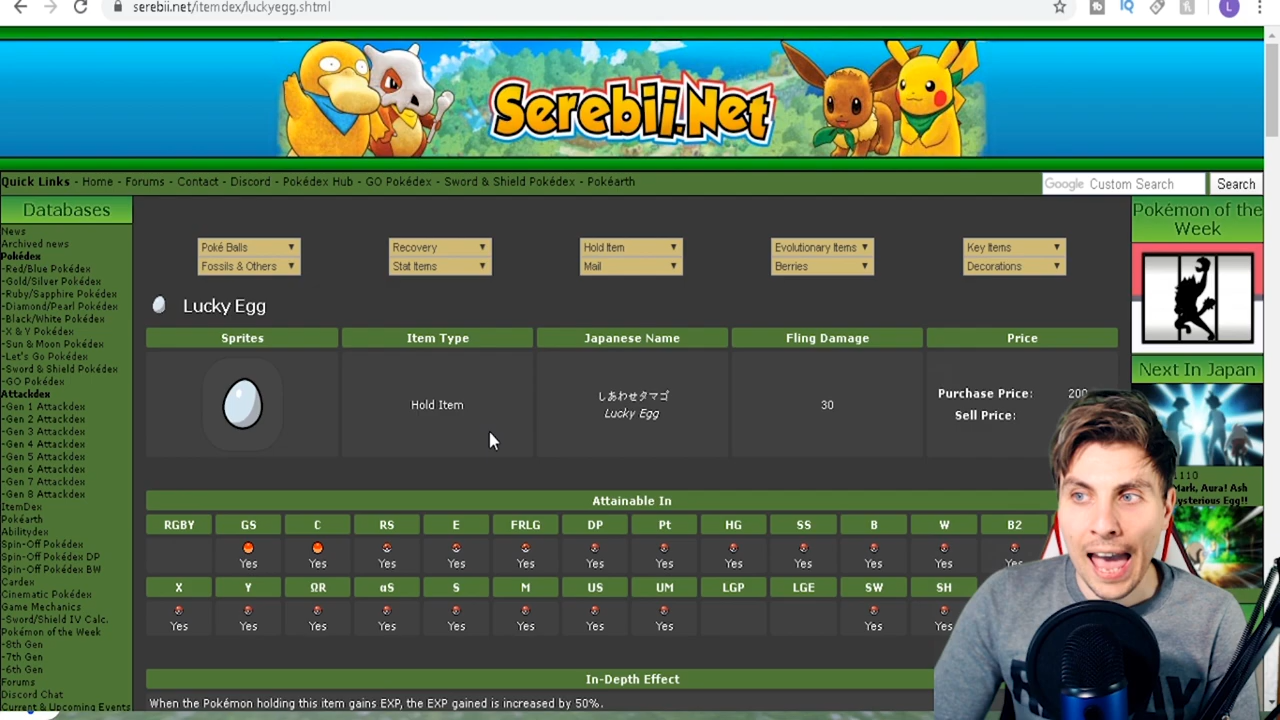 serebii.net/itemdex/luckyegg.shtml
Serebii.Net
Quick Links - Home - Forums - Contact - Discord - Pokédex Hub - GO Pokédex - Sword & Shield Pokédex - Pokéarth
Google Custom Search Search
Databases
News
Archived news
Pokédex
-Red/Blue Pokédex
-Gold/Silver Pokédex
-Ruby/Sapphire Pokédex
-Diamond/Pearl Pokédex
-Black/White Pokédex
-X & Y Pokédex
-Sun & Moon Pokédex
-Let's Go Pokédex
-Sword & Shield Pokédex
-GO Pokédex
Attackdex
-Gen 1 Attackdex
-Gen 2 Attackdex
-Gen 3 Attackdex
-Gen 4 Attackdex
-Gen 5 Attackdex
-Gen 6 Attackdex
-Gen 7 Attackdex
-Gen 8 Attackdex
ItemDex
Pokéarth
Abilitydex
Spin-Off Pokédex
Spin-Off Pokédex DP
Spin-Off Pokédex BW
Cardex
Cinematic Pokédex
Game Mechanics
-Sword/Shield IV Calc.
Pokémon of the Week
-8th Gen
-7th Gen
-6th Gen
Forums
Discord Chat
Current & Upcoming Events
Poké Balls Recovery Hold Item Evolutionary Items Key Items
Fossils & Others Stat Items Mail Berries Decorations
Lucky Egg
Sprites Item Type Japanese Name Fling Damage Price
Hold Item
しあわせタマゴ
Lucky Egg
30
Purchase Price: 200
Sell Price:
Attainable In
RGBY GS C RS E FRLG DP Pt HG SS B W B2
Yes Yes Yes Yes Yes Yes Yes Yes Yes Yes Yes Yes
X Y ΩR αS S M US UM LGP LGE SW SH
Yes Yes Yes Yes Yes Yes Yes Yes Yes Yes
In-Depth Effect
When the Pokémon holding this item gains EXP, the EXP gained is increased by 50%.
Pokémon of the
Week
Next In Japan
Mark, Aura! Ash
ysterious Egg!!